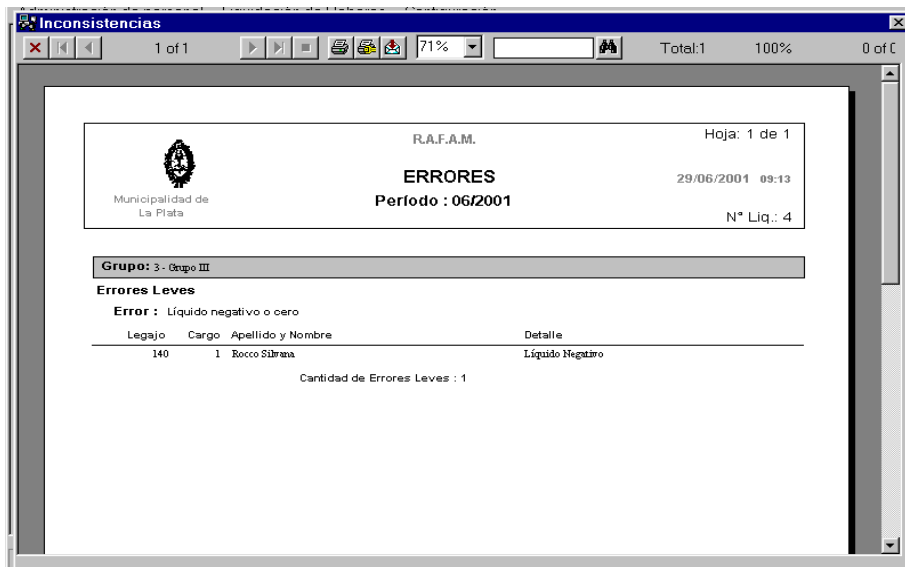 Inconsistencias
1 of 1 71% Total:1 100% 0 of
R.A.F.A.M.
Hoja: 1 de 1
ERRORES
29/06/2001 09:13
Municipalidad de
La Plata
Período : 06/2001
N° Liq.: 4
Grupo: 3 - Grupo III
Errores Leves
Error : Líquido negativo o cero
Legajo Cargo Apellido y Nombre Detalle
140 1 Rocco Silvana Líquido Negativo
Cantidad de Errores Leves : 1